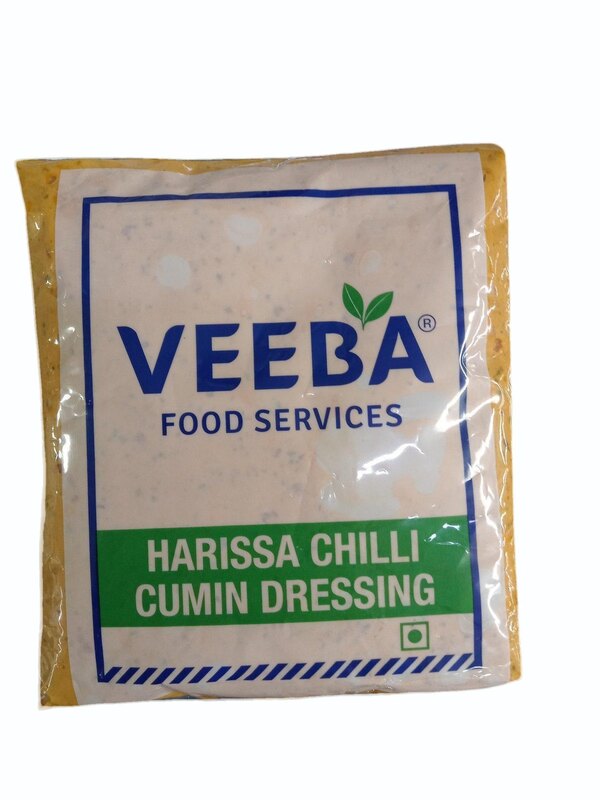 VEEBA®
FOOD SERVICES
HARISSA CHILLI
CUMIN DRESSING